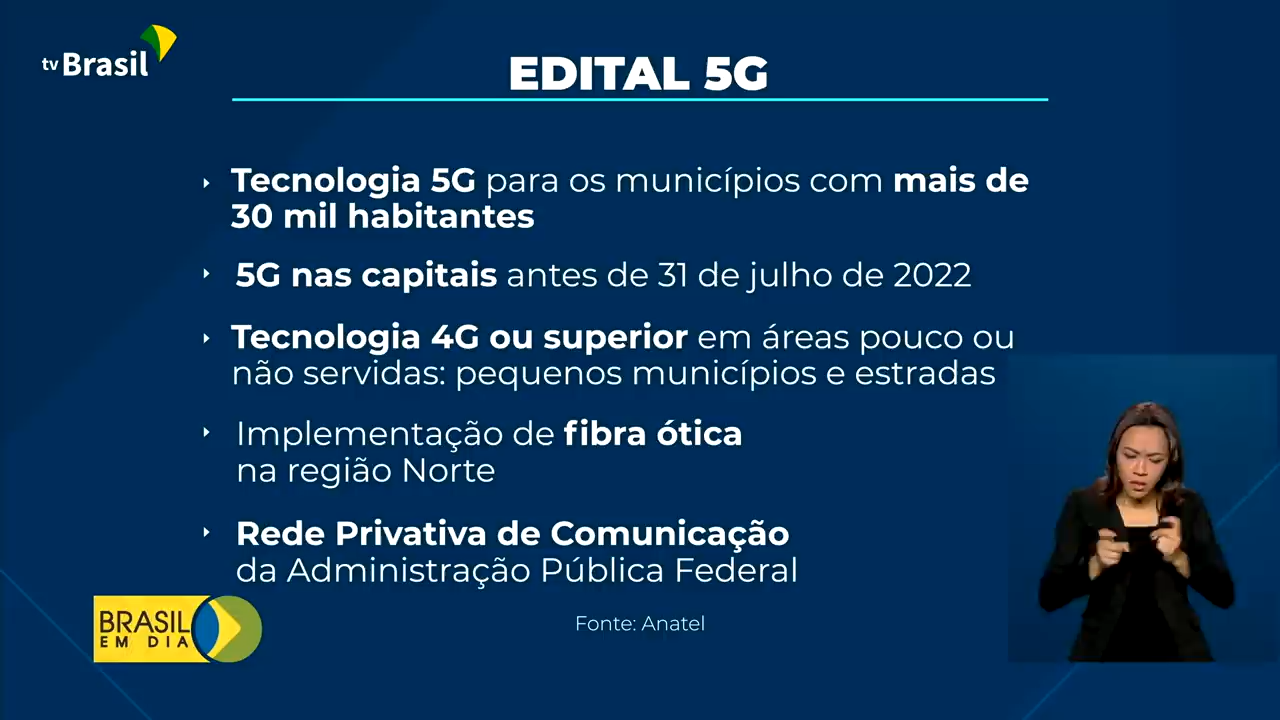 tv Brasil
EDITAL 5G
Tecnologia 5G para os municípios com mais de
30 mil habitantes
5G nas capitais antes de 31 de julho de 2022
Tecnologia 4G ou superior em áreas pouco ou
não servidas: pequenos municípios e estradas
Implementação de fibra ótica
na região Norte
Rede Privativa de Comunicação
da Administração Pública Federal
BRASIL
EM DIA
Fonte: Anatel